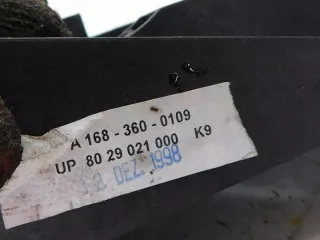 A 168 - 360 - 0109
UP 80 29 021 000 K9
DEZ. 1998